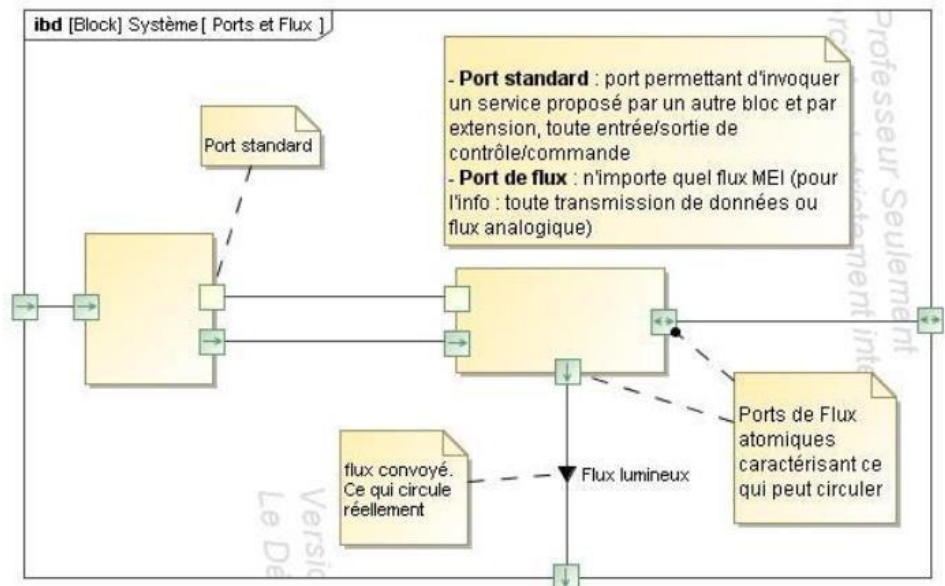 ibd [Block] Système [ Ports et Flux ]
- Port standard : port permettant d'invoquer
un service proposé par un autre bloc et par
extension, toute entrée/sortie de
contrôle/commande
- Port de flux : n'importe quel flux MEI (pour
l'info : toute transmission de données ou
flux analogique)
Port standard
Professeur Seulement
Ports de Flux
atomiques
caractérisant ce
qui peut circuler
flux convoyé.
Ce qui circule
réellement
Flux lumineux
Versio
Le Dé